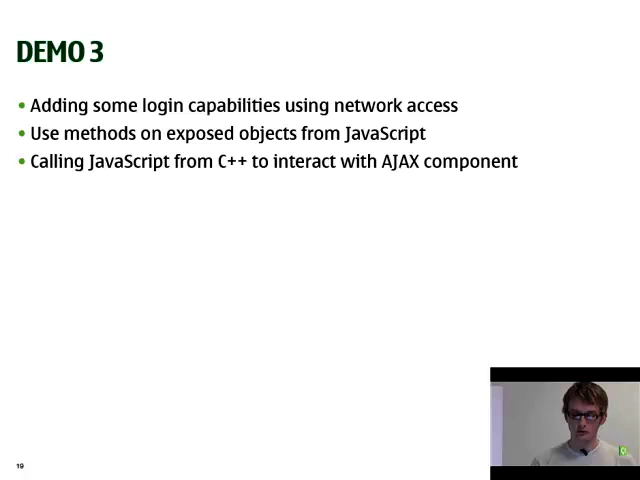 DEMO 3
• Adding some login capabilities using network access
• Use methods on exposed objects from JavaScript
• Calling JavaScript from C++ to interact with AJAX component
19